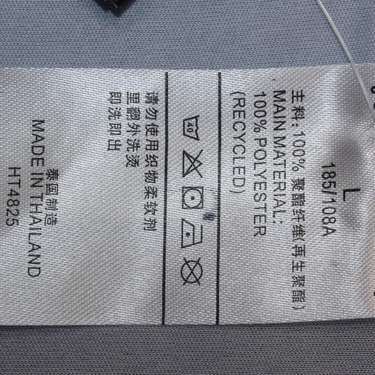 L
185/108A
主料: 100% 聚酯纤维(再生聚酯)
MAIN MATERIAL:
100% POLYESTER
(RECYCLED)
40
请勿使用织物柔软剂
里翻外洗烫
即洗即出
泰国制造
MADE IN THAILAND
HT4825